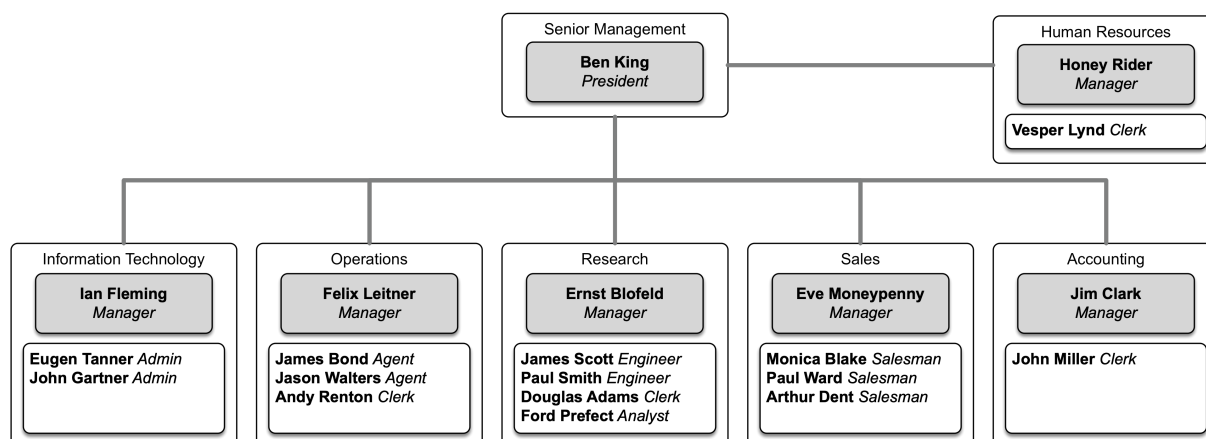 Senior Management
Ben King
President
Human Resources
Honey Rider
Manager
Vesper Lynd Clerk
Information Technology
Ian Fleming
Manager
Eugen Tanner Admin
John Gartner Admin
Operations
Felix Leitner
Manager
James Bond Agent
Jason Walters Agent
Andy Renton Clerk
Research
Ernst Blofeld
Manager
James Scott Engineer
Paul Smith Engineer
Douglas Adams Clerk
Ford Prefect Analyst
Sales
Eve Moneypenny
Manager
Monica Blake Salesman
Paul Ward Salesman
Arthur Dent Salesman
Accounting
Jim Clark
Manager
John Miller Clerk